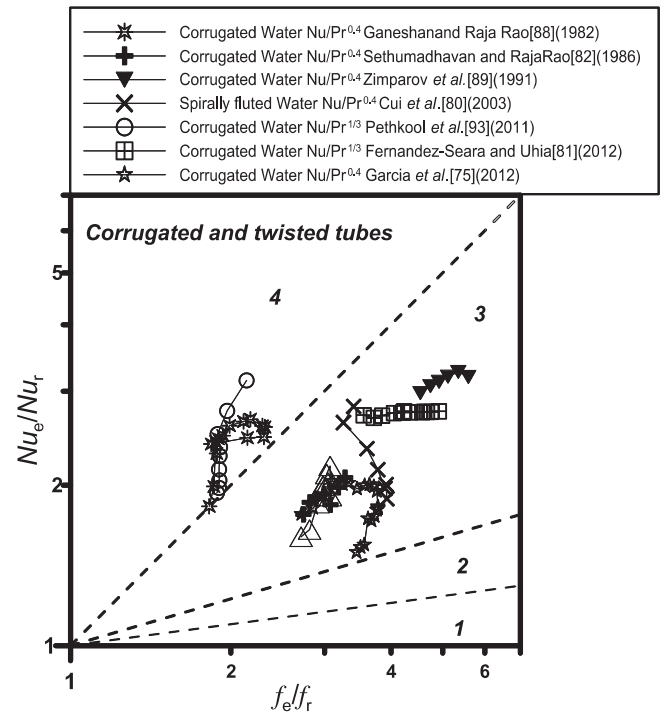 Corrugated Water Nu/Pr^0.4 Ganeshanand Raja Rao[88](1982)
Corrugated Water Nu/Pr^0.4 Sethumadhavan and RajaRao[82](1986)
Corrugated Water Nu/Pr^0.4 Zimparov et al.[89](1991)
Spirally fluted Water Nu/Pr^0.4 Cui et al.[80](2003)
Corrugated Water Nu/Pr^1/3 Pethkool et al.[93](2011)
Corrugated Water Nu/Pr^1/3 Fernandez-Seara and Uhia[81](2012)
Corrugated Water Nu/Pr^0.4 Garcia et al.[75](2012)
Corrugated and twisted tubes
5
4
3
Nu_e/Nu_r
2
2
1
1
1
2
4
6
f_e/f_r